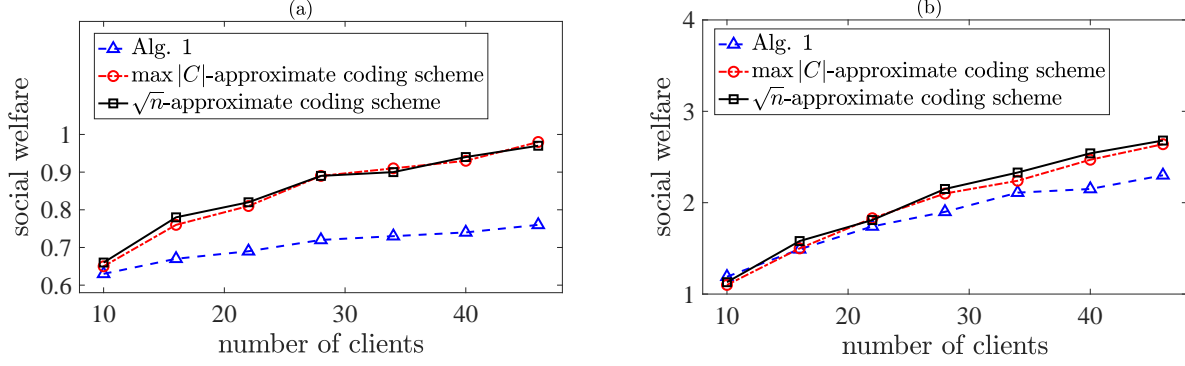 (a)
Alg. 1
max |C|-approximate coding scheme
√n-approximate coding scheme
social welfare
1
0.9
0.8
0.7
0.6
10 20 30 40
number of clients
(b)
Alg. 1
max |C|-approximate coding scheme
√n-approximate coding scheme
social welfare
4
3
2
1
10 20 30 40
number of clients